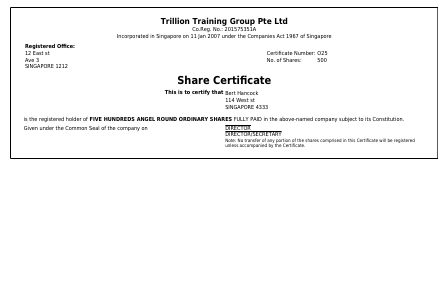 Trillion Training Group Pte Ltd
Co.Reg. No.: 201575351A
Incorporated in Singapore on 11 Jan 2007 under the Companies Act 1967 of Singapore
Registered Office:
12 East st
Ave 3
SINGAPORE 1212
Certificate Number: O25
No. of Shares: 500
Share Certificate
This is to certify that Bert Hancock
114 West st
SINGAPORE 4333
is the registered holder of FIVE HUNDREDS ANGEL ROUND ORDINARY SHARES FULLY PAID in the above-named company subject to its Constitution.
Given under the Common Seal of the company on
DIRECTOR
DIRECTOR/SECRETARY
Note: No transfer of any portion of the shares comprised in this Certificate will be registered
unless accompanied by the Certificate.